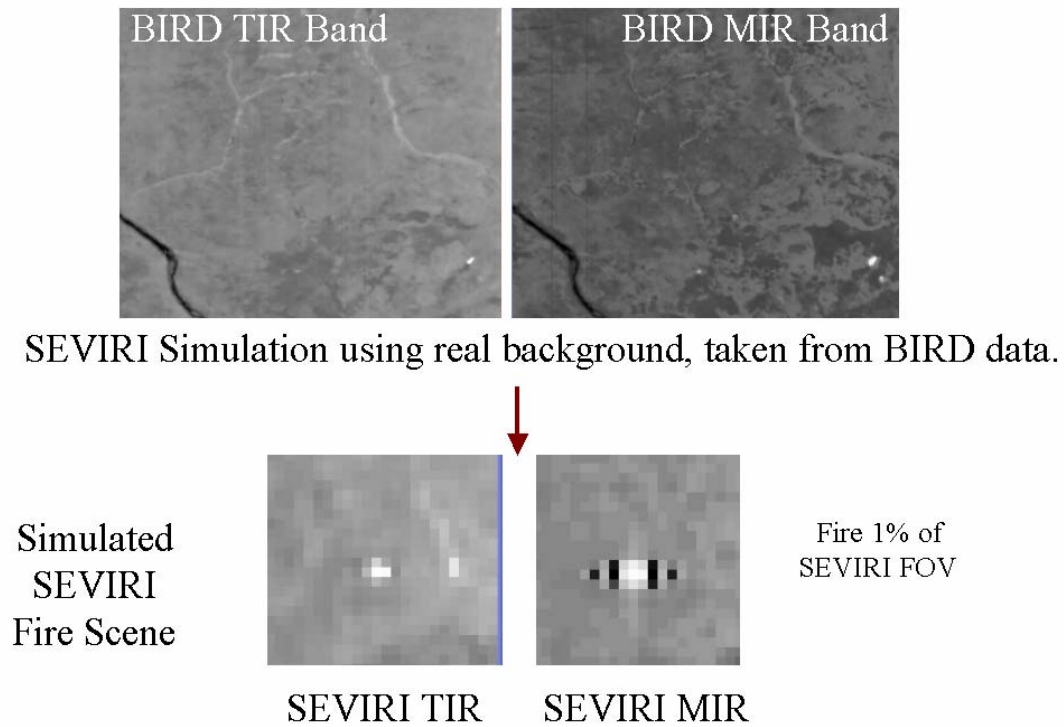 BIRD TIR Band
BIRD MIR Band
SEVIRI Simulation using real background, taken from BIRD data.
Simulated
SEVIRI
Fire Scene
Fire 1% of
SEVIRI FOV
SEVIRI TIR
SEVIRI MIR